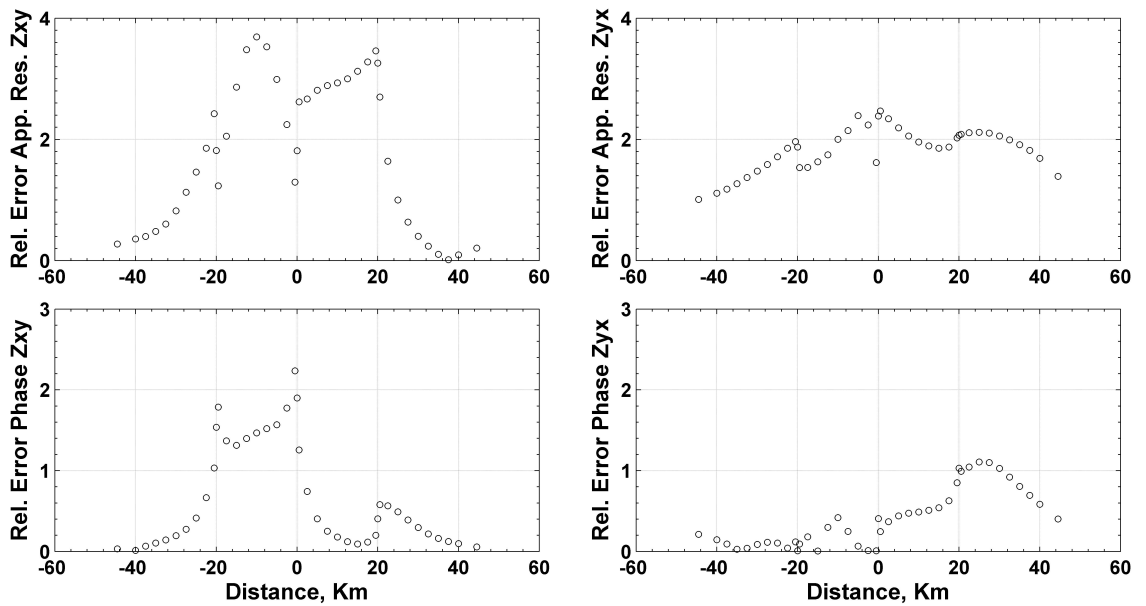 Rel. Error App. Res. Zxy
4
2
0
-60 -40 -20 0 20 40 60
Rel. Error App. Res. Zyx
4
2
0
-60 -40 -20 0 20 40 60
Rel. Error Phase Zxy
3
2
1
0
-60 -40 -20 0 20 40 60
Distance, Km
Rel. Error Phase Zyx
3
2
1
0
-60 -40 -20 0 20 40 60
Distance, Km